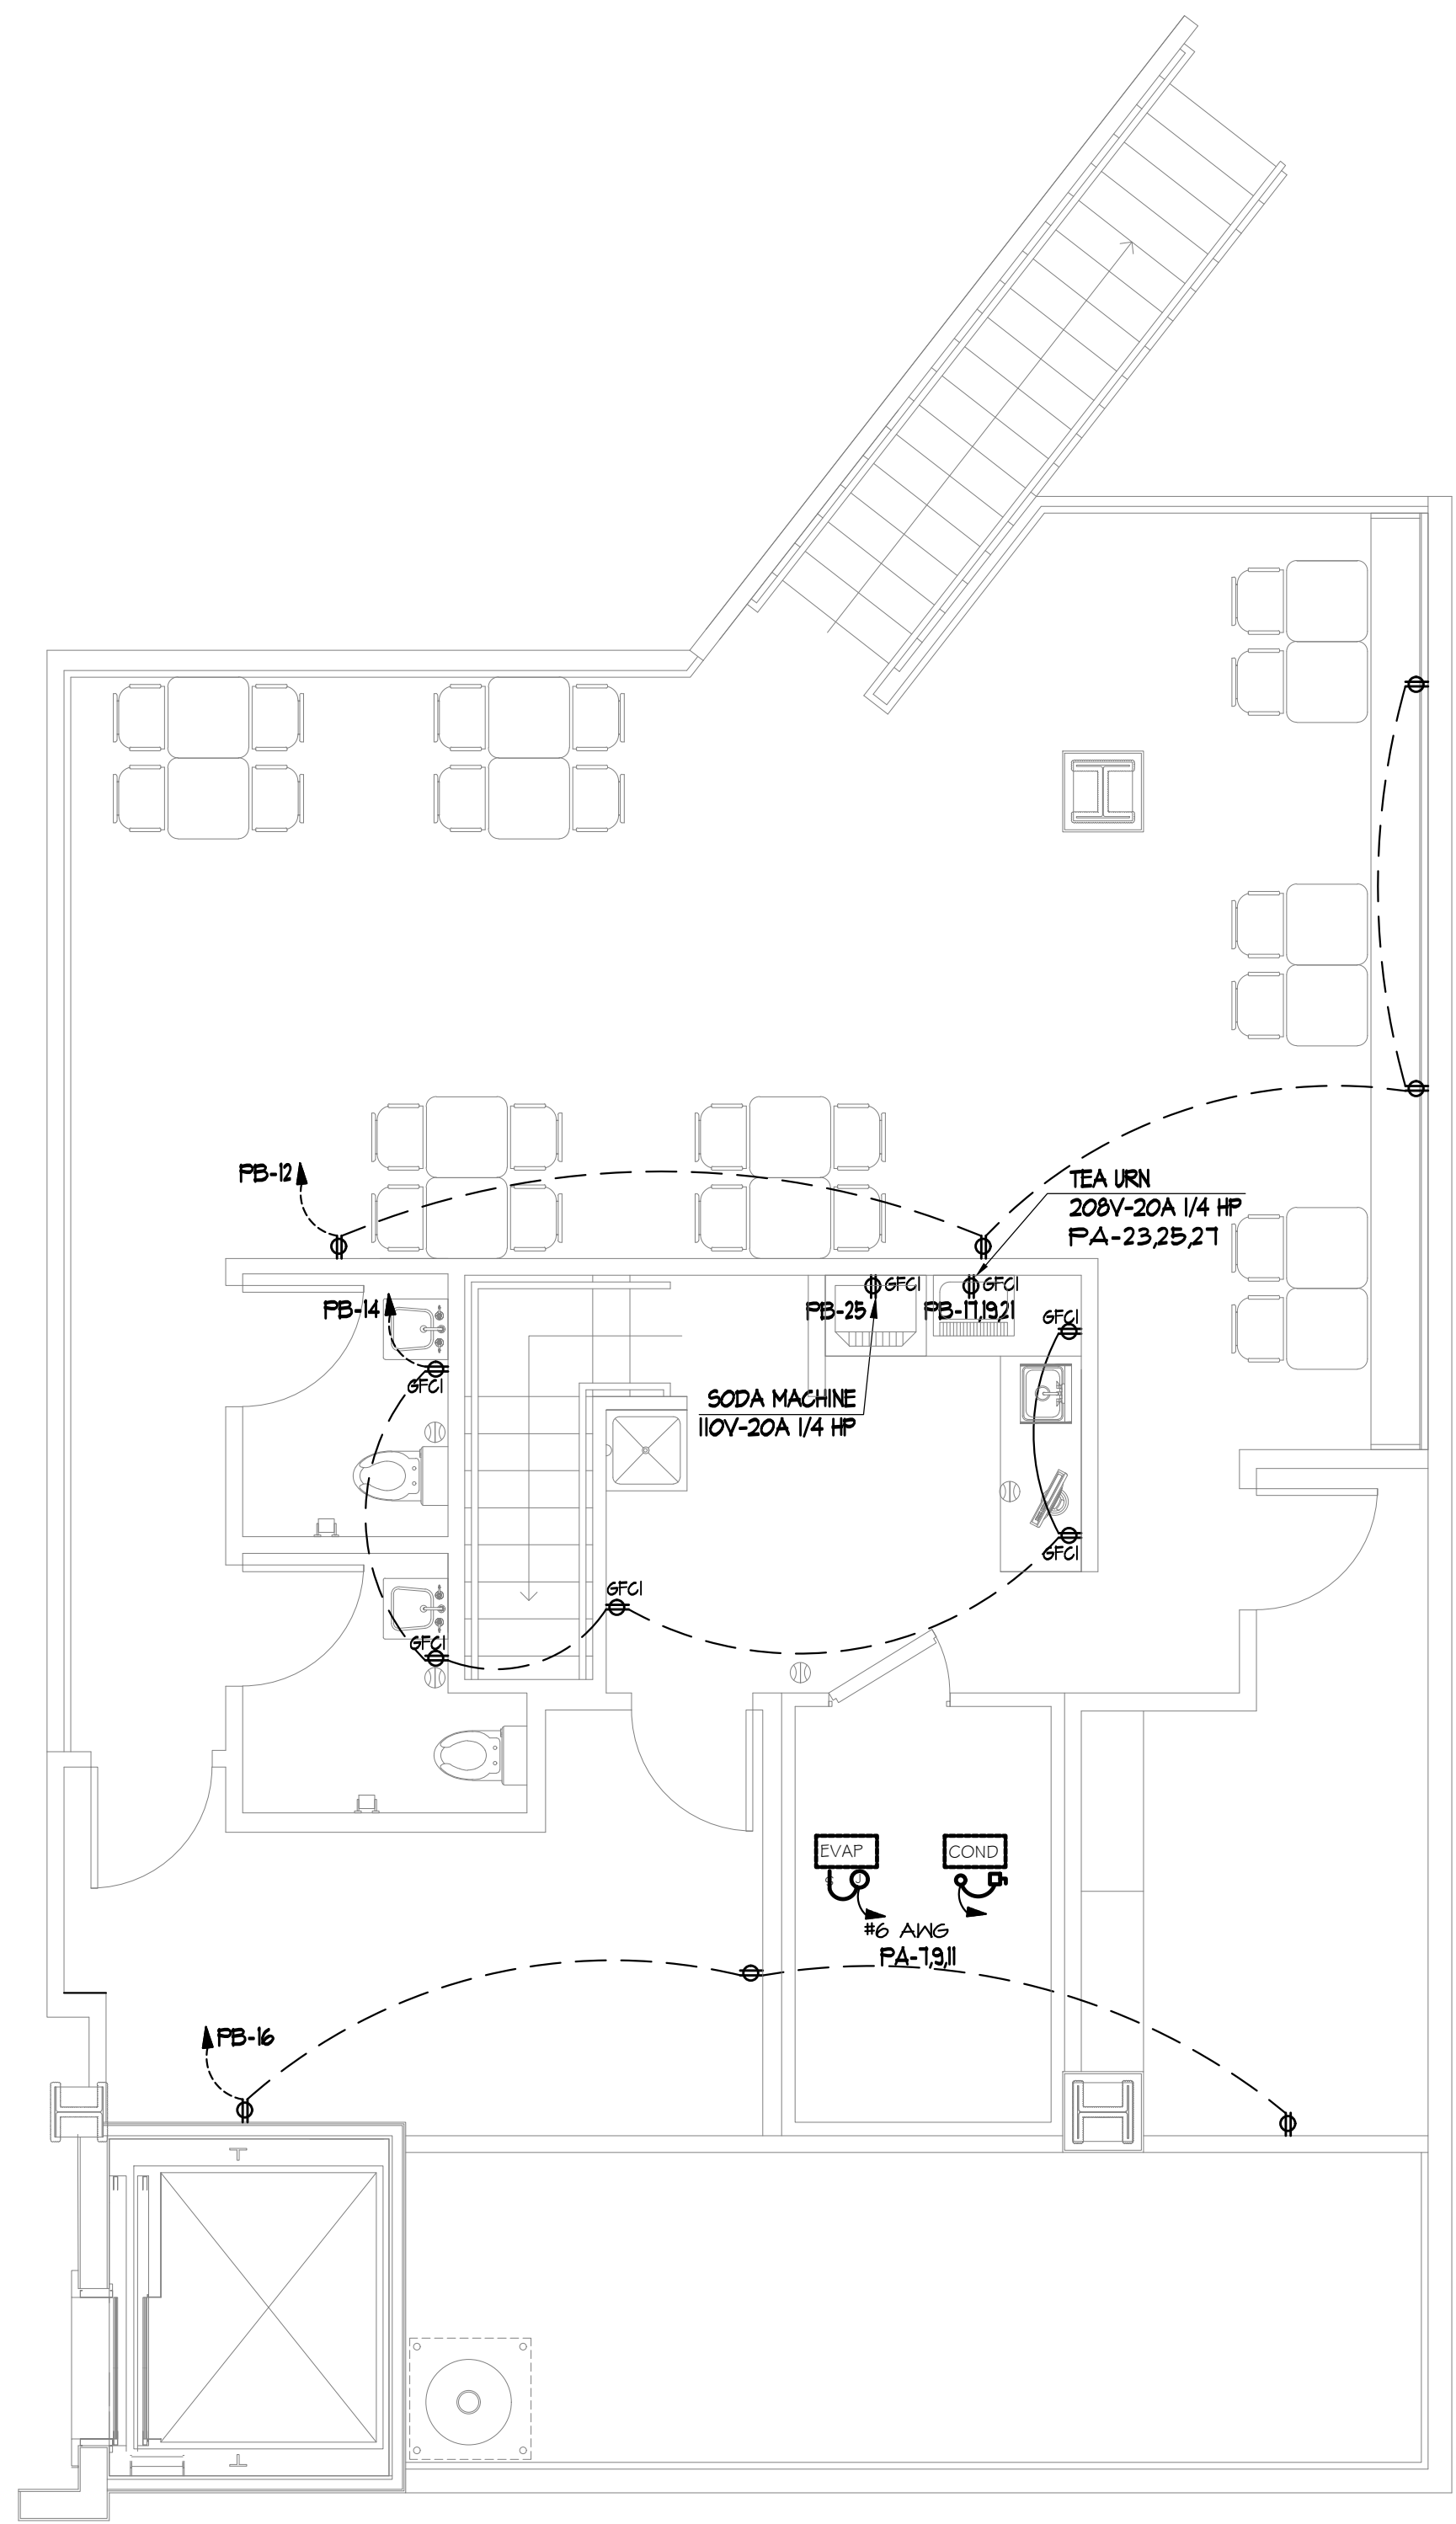 PB-12
TEA URN
208V-20A 1/4 HP
PA-23,25,27
GFCI
GFCI
PB-14
PB-25
PB-17,19,21
GFCI
GFCI
SODA MACHINE
110V-20A 1/4 HP
GFCI
GFCI
GFCI
EVAP
COND
S
J
#6 AWG
PA-7,9,11
PB-16